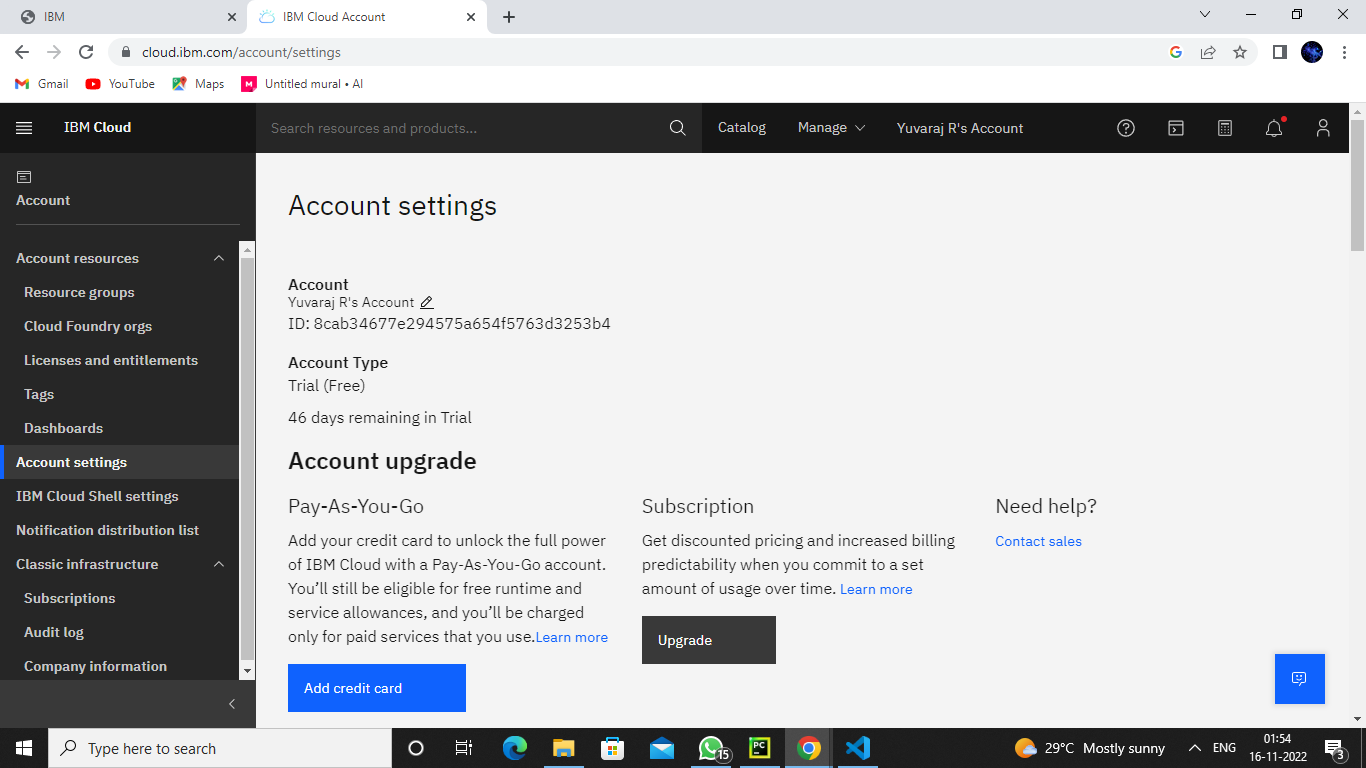 IBM
IBM Cloud Account
cloud.ibm.com/account/settings
Gmail
YouTube
Maps
Untitled mural • AI
IBM Cloud
Search resources and products...
Catalog
Manage
Yuvaraj R's Account
Account
Account resources
Resource groups
Cloud Foundry orgs
Licenses and entitlements
Tags
Dashboards
Account settings
IBM Cloud Shell settings
Notification distribution list
Classic infrastructure
Subscriptions
Audit log
Company information
Account settings
Account
Yuvaraj R's Account
ID: 8cab34677e294575a654f5763d3253b4
Account Type
Trial (Free)
46 days remaining in Trial
Account upgrade
Pay-As-You-Go
Add your credit card to unlock the full power
of IBM Cloud with a Pay-As-You-Go account.
You’ll still be eligible for free runtime and
service allowances, and you’ll be charged
only for paid services that you use.Learn more
Add credit card
Subscription
Get discounted pricing and increased billing
predictability when you commit to a set
amount of usage over time. Learn more
Upgrade
Need help?
Contact sales
Type here to search
15
PC
29°C Mostly sunny
ENG
01:54
16-11-2022
3